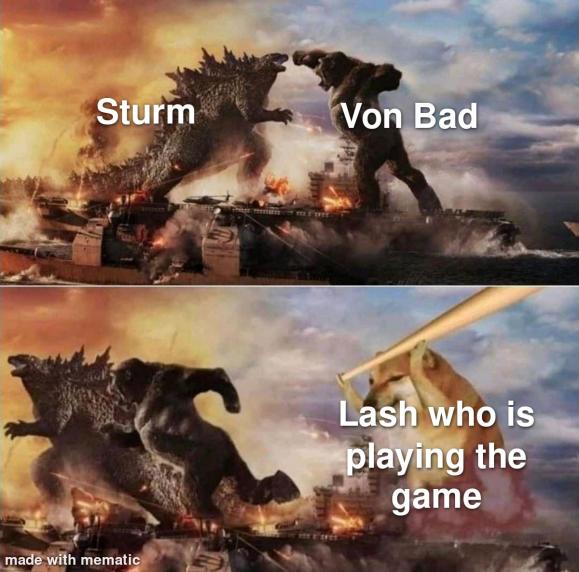 Sturm
Von Bad
Lash who is
playing the
game
made with mematic